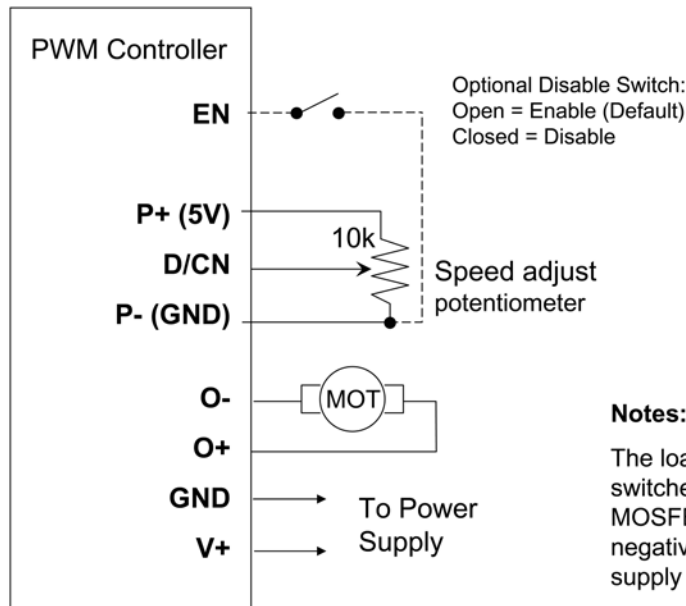 PWM Controller
Optional Disable Switch:
Open = Enable (Default)
Closed = Disable
EN
P+ (5V)
10k
D/CN
Speed adjust
potentiometer
P- (GND)
O-
MOT
O+
Notes:
The loa
switche
GND
To Power
MOSF
Supply
negativ
V+
supply